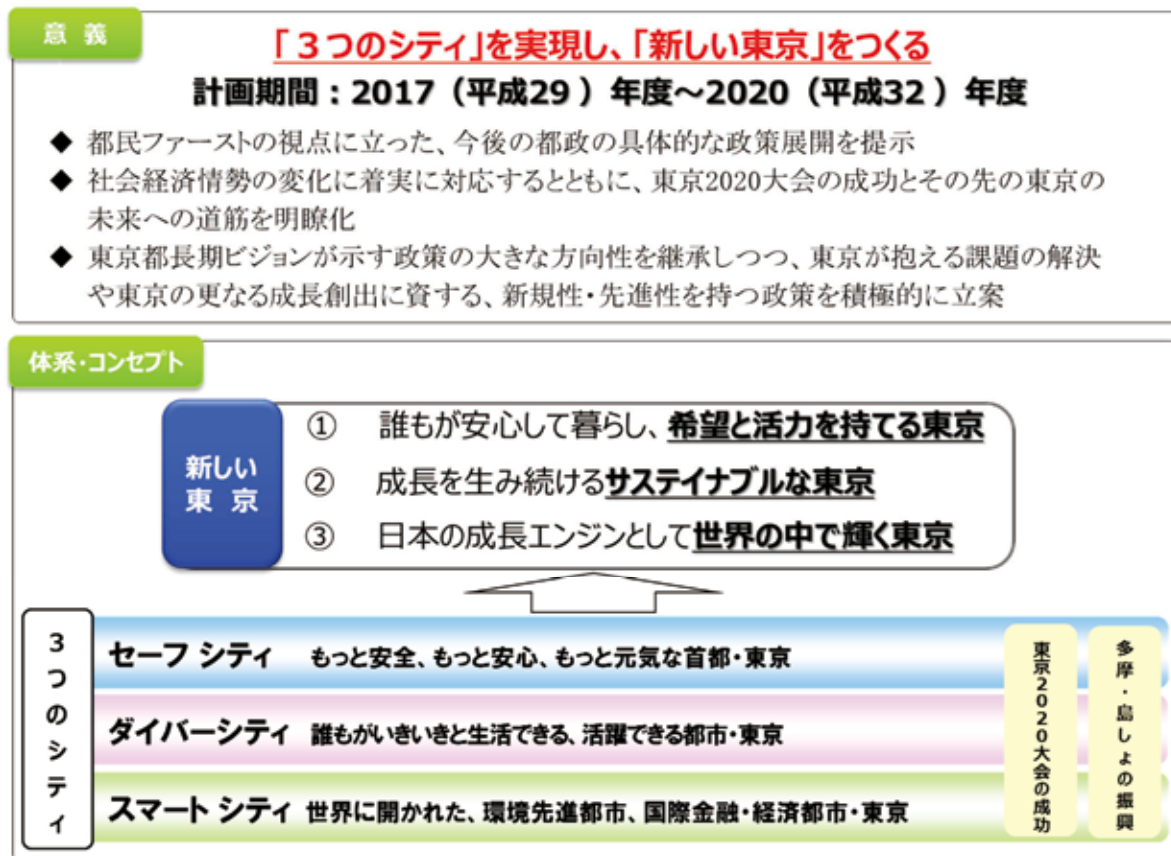 意 義
「３つのシティ」を実現し、「新しい東京」をつくる
計画期間：2017（平成29 ）年度～2020（平成32 ）年度
◆ 都民ファーストの視点に立った、今後の都政の具体的な政策展開を提示
◆ 社会経済情勢の変化に着実に対応するとともに、東京2020大会の成功とその先の東京の
未来への道筋を明瞭化
◆ 東京都長期ビジョンが示す政策の大きな方向性を継承しつつ、東京が抱える課題の解決
や東京の更なる成長創出に資する、新規性・先進性を持つ政策を積極的に立案
体系・コンセプト
新しい
東 京
① 誰もが安心して暮らし、希望と活力を持てる東京
② 成長を生み続けるサステイナブルな東京
③ 日本の成長エンジンとして世界の中で輝く東京
３つのシティ
セーフ シティ もっと安全、もっと安心、もっと元気な首都・東京
ダイバーシティ 誰もがいきいきと生活できる、活躍できる都市・東京
スマート シティ 世界に開かれた、環境先進都市、国際金融・経済都市・東京
東京２０２０大会の成功
多摩・島しょの振興